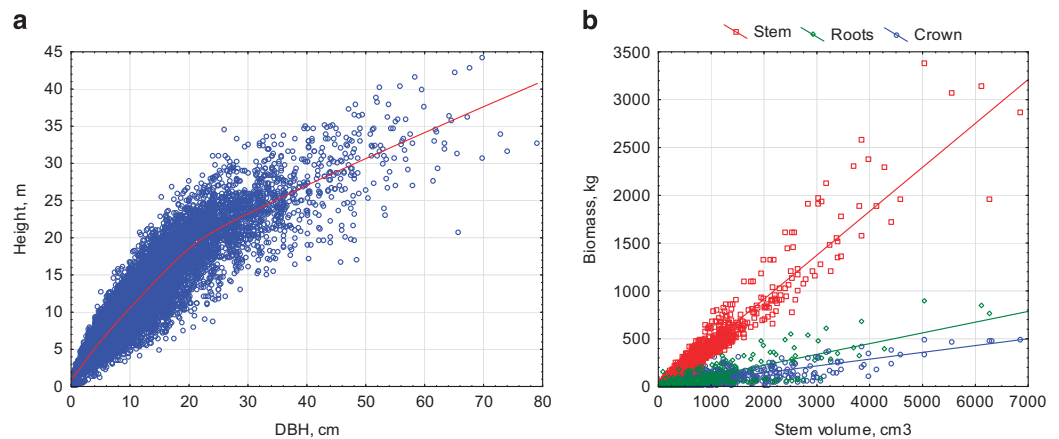 a
b
Stem Roots Crown
45
40
35
30
25
20
15
10
5
0
Height, m
0 10 20 30 40 50 60 70 80
DBH, cm
3500
3000
2500
2000
1500
1000
500
0
Biomass, kg
0 1000 2000 3000 4000 5000 6000 7000
Stem volume, cm3